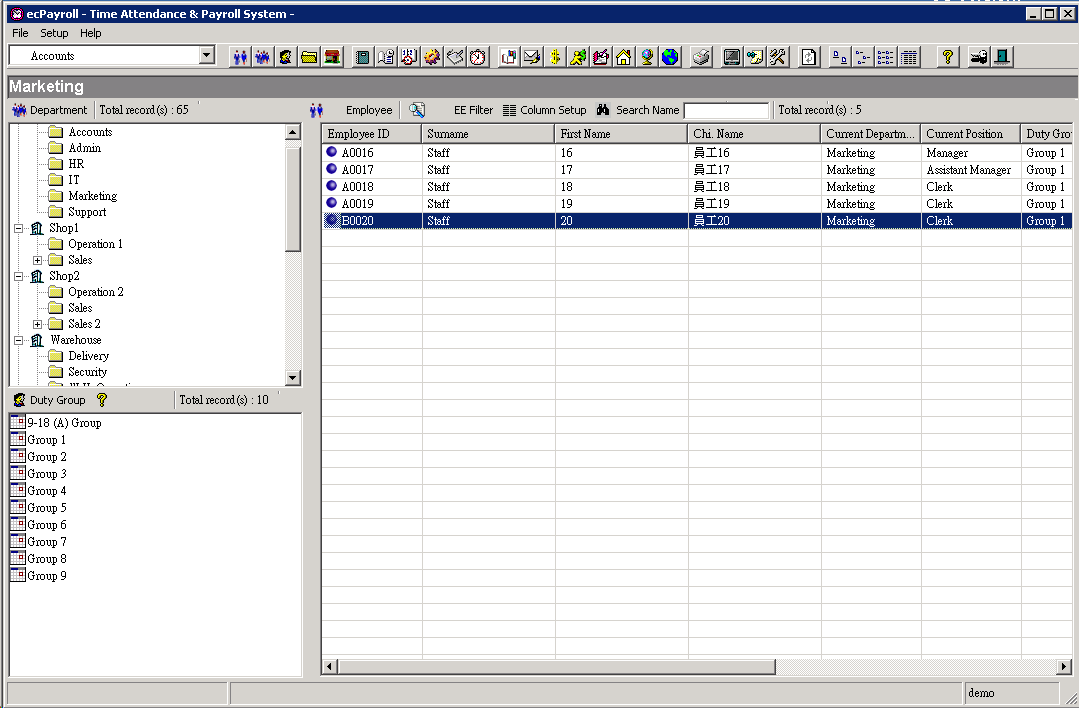 ecPayroll - Time Attendance & Payroll System -
File Setup Help
Accounts
Marketing
Department Total record(s) : 65
Employee EE Filter Column Setup Search Name Total record(s) : 5
Accounts
Admin
HR
IT
Marketing
Support
Shop1
Operation 1
Sales
Shop2
Operation 2
Sales
Sales 2
Warehouse
Delivery
Security
Duty Group Total record(s) : 10
9-18 (A) Group
Group 1
Group 2
Group 3
Group 4
Group 5
Group 6
Group 7
Group 8
Group 9
Employee ID Surname First Name Chi. Name Current Departm... Current Position Duty Gro
A0016 Staff 16 員工16 Marketing Manager Group 1
A0017 Staff 17 員工17 Marketing Assistant Manager Group 1
A0018 Staff 18 員工18 Marketing Clerk Group 1
A0019 Staff 19 員工19 Marketing Clerk Group 1
B0020 Staff 20 員工20 Marketing Clerk Group 1
demo